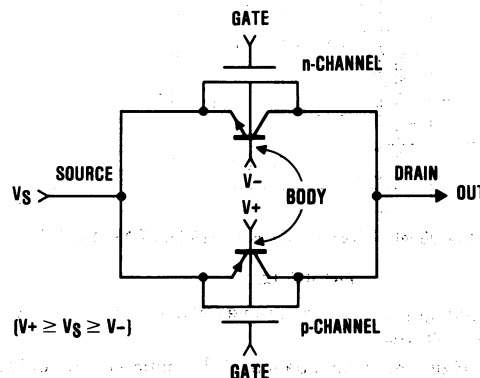 GATE
n-CHANNEL
SOURCE
DRAIN
VS
V-
BODY
OUT
V+
(V+ ≥ VS ≥ V-)
p-CHANNEL
GATE